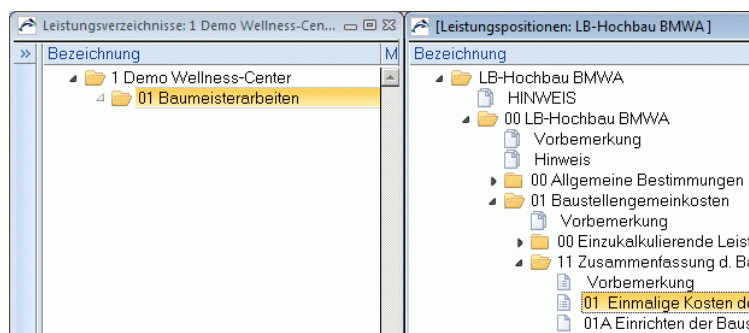 Leistungsverzeichnisse: 1 Demo Wellness-Cen...
Bezeichnung M
1 Demo Wellness-Center
01 Baumeisterarbeiten
[Leistungspositionen: LB-Hochbau BMWA]
Bezeichnung
LB-Hochbau BMWA
HINWEIS
00 LB-Hochbau BMWA
Vorbemerkung
Hinweis
00 Allgemeine Bestimmungen
01 Baustellengemeinkosten
Vorbemerkung
00 Einzukalkulierende Leist
11 Zusammenfassung d. Ba
Vorbemerkung
01 Einmalige Kosten de
01A Einrichten der Baus